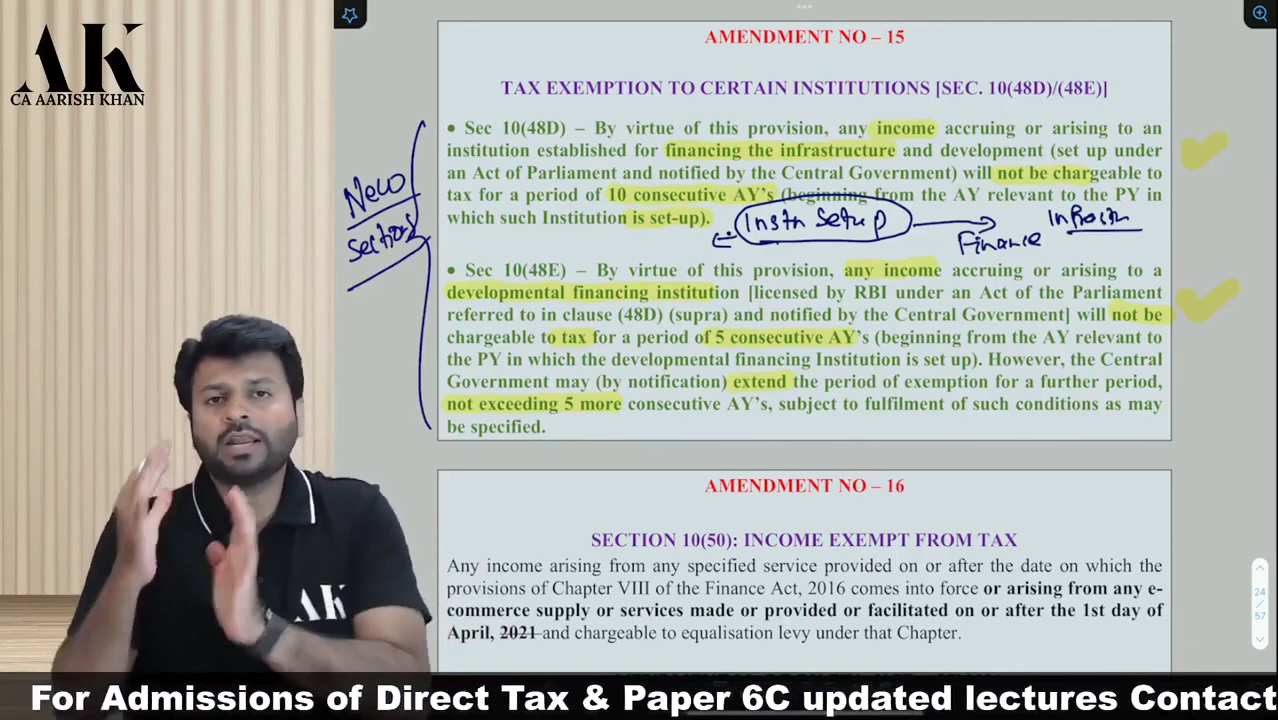 AK
CA AARISH KHAN
AMENDMENT NO – 15
TAX EXEMPTION TO CERTAIN INSTITUTIONS [SEC. 10(48D)/(48E)]
• Sec 10(48D) – By virtue of this provision, any income accruing or arising to an
institution established for financing the infrastructure and development (set up under
an Act of Parliament and notified by the Central Government) will not be chargeable to
tax for a period of 10 consecutive AY's (beginning from the AY relevant to the PY in
which such Institution is set-up).
Instn Setup
Finance
New
Sections
• Sec 10(48E) – By virtue of this provision, any income accruing or arising to a
developmental financing institution [licensed by RBI under an Act of the Parliament
referred to in clause (48D) (supra) and notified by the Central Government] will not be
chargeable to tax for a period of 5 consecutive AY's (beginning from the AY relevant to
the PY in which the developmental financing Institution is set up). However, the Central
Government may (by notification) extend the period of exemption for a further period,
not exceeding 5 more consecutive AY's, subject to fulfilment of such conditions as may
be specified.
AMENDMENT NO – 16
SECTION 10(50): INCOME EXEMPT FROM TAX
Any income arising from any specified service provided on or after the date on which the
provisions of Chapter VIII of the Finance Act, 2016 comes into force or arising from any e-
commerce supply or services made or provided or facilitated on or after the 1st day of
April, 2021 and chargeable to equalisation levy under that Chapter.
24
/
57
AK
For Admissions of Direct Tax & Paper 6C updated lectures Contact